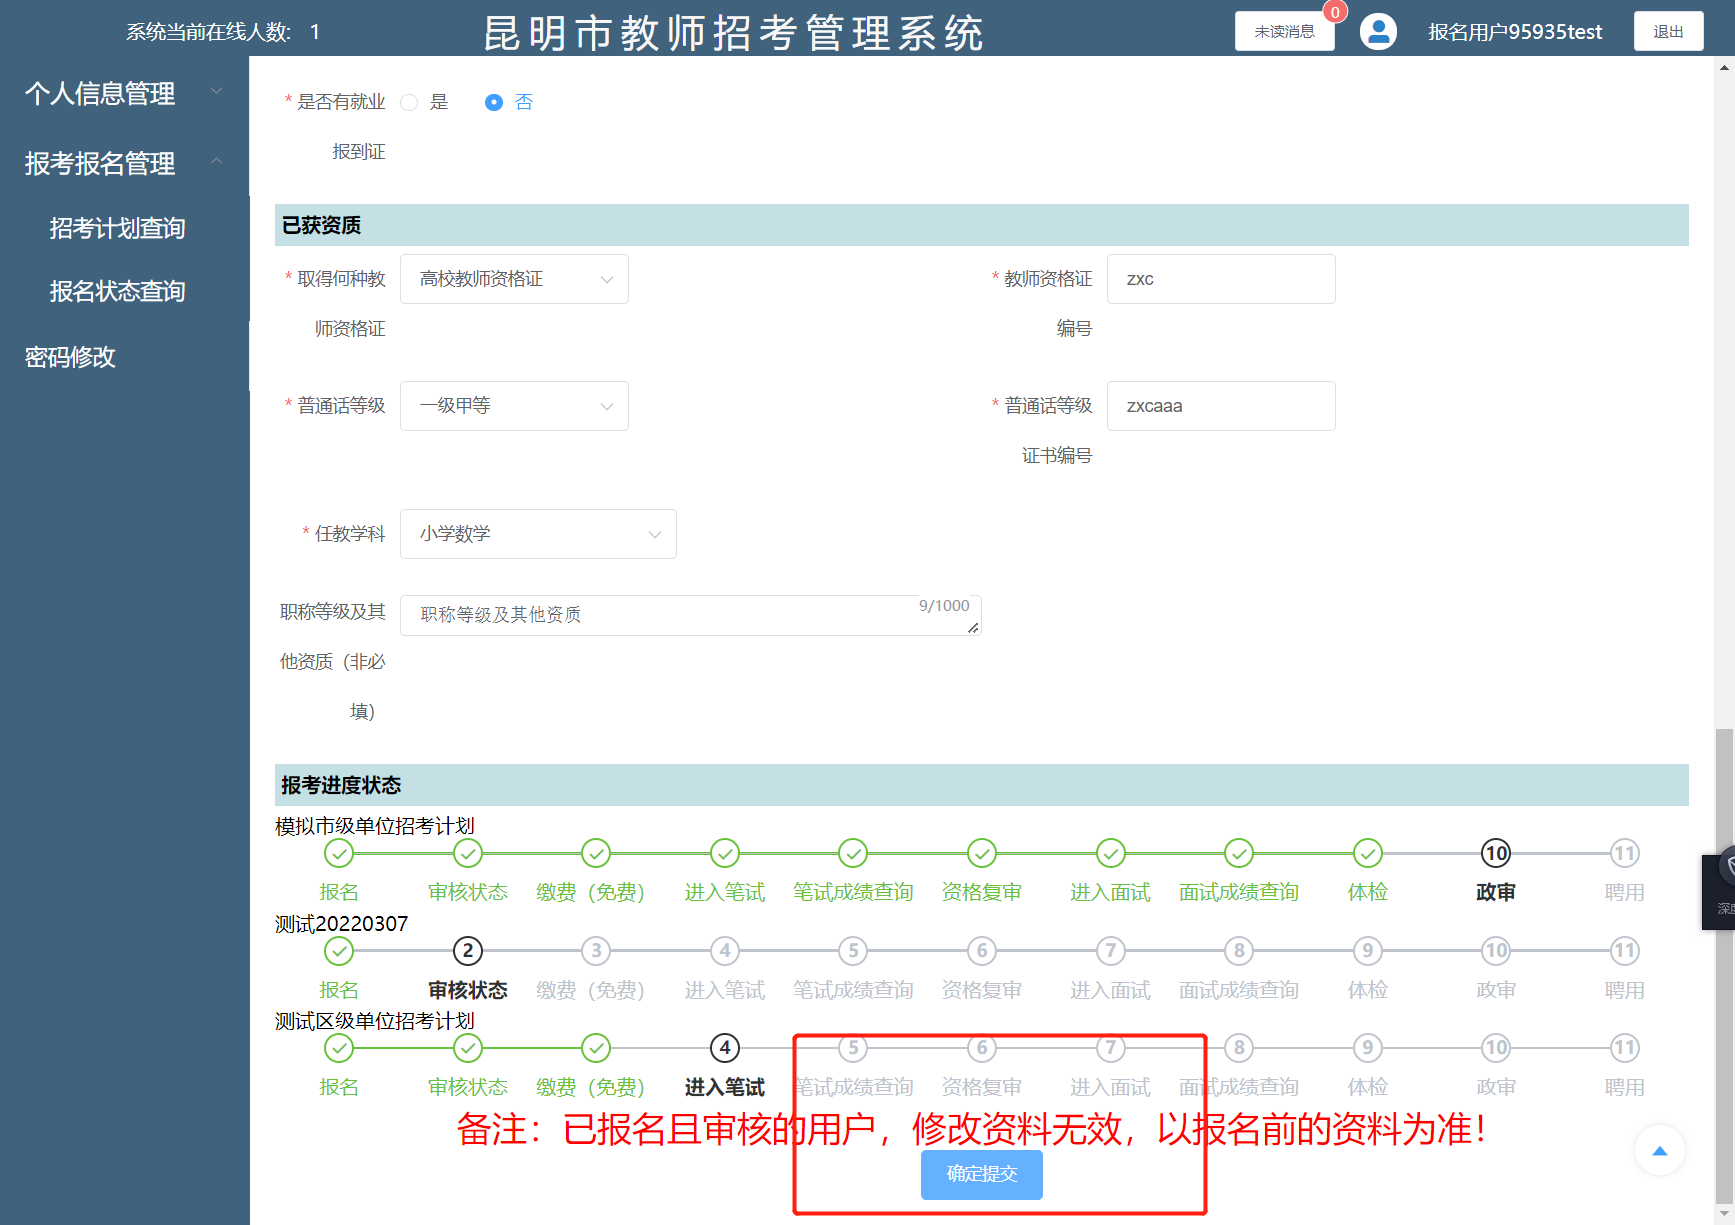 系统当前在线人数: 1
昆明市教师招考管理系统
未读消息 0
报名用户95935test
退出
个人信息管理
报考报名管理
招考计划查询
报名状态查询
密码修改
* 是否有就业报到证 是 否
已获资质
* 取得何种教师资格证 高校教师资格证
* 教师资格证编号 zxc
* 普通话等级 一级甲等
* 普通话等级证书编号 zxcaaa
* 任教学科 小学数学
职称等级及其他资质（非必填） 职称等级及其他资质 9/1000
报考进度状态
模拟市级单位招考计划
10 11
报名 审核状态 缴费（免费） 进入笔试 笔试成绩查询 资格复审 进入面试 面试成绩查询 体检 政审 聘用
测试20220307
2 3 4 5 6 7 8 9 10 11
报名 审核状态 缴费（免费） 进入笔试 笔试成绩查询 资格复审 进入面试 面试成绩查询 体检 政审 聘用
测试区级单位招考计划
4 5 6 7 8 9 10 11
报名 审核状态 缴费（免费） 进入笔试 笔试成绩查询 资格复审 进入面试 面试成绩查询 体检 政审 聘用
备注：已报名且审核的用户，修改资料无效，以报名前的资料为准！
确定提交